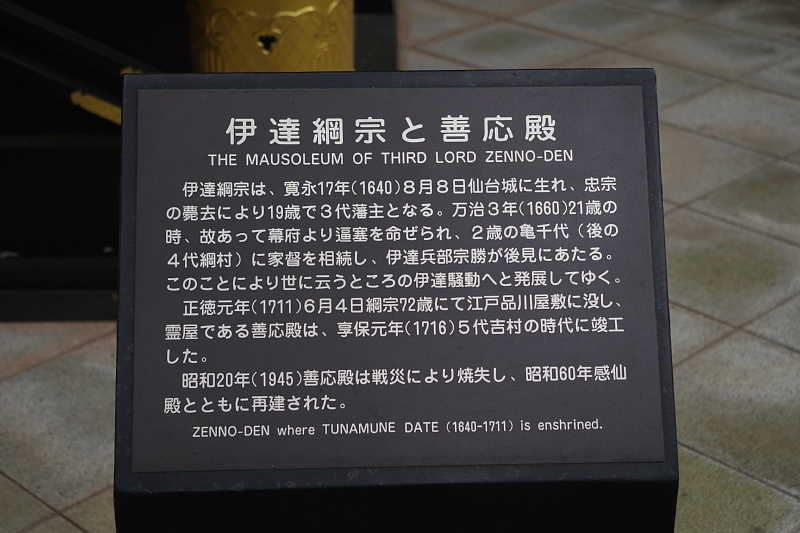 伊達綱宗と善応殿
THE MAUSOLEUM OF THIRD LORD ZENNO-DEN
伊達綱宗は、寛永17年(1640)8月8日仙台城に生れ、忠宗
の薨去により19歳で3代藩主となる。万治3年(1660)21歳の
時、故あって幕府より逼塞を命ぜられ、2歳の亀千代(後の
4代綱村)に家督を相続し、伊達兵部宗勝が後見にあたる。
このことにより世に云うところの伊達騒動へと発展してゆく。
正徳元年(1711)6月4日綱宗72歳にて江戸品川屋敷に没し、
霊屋である善応殿は、享保元年(1716)5代吉村の時代に竣工
した。
昭和20年(1945)善応殿は戦災により焼失し、昭和60年感仙
殿とともに再建された。
ZENNO-DEN where TUNAMUNE DATE (1640-1711) is enshrined.